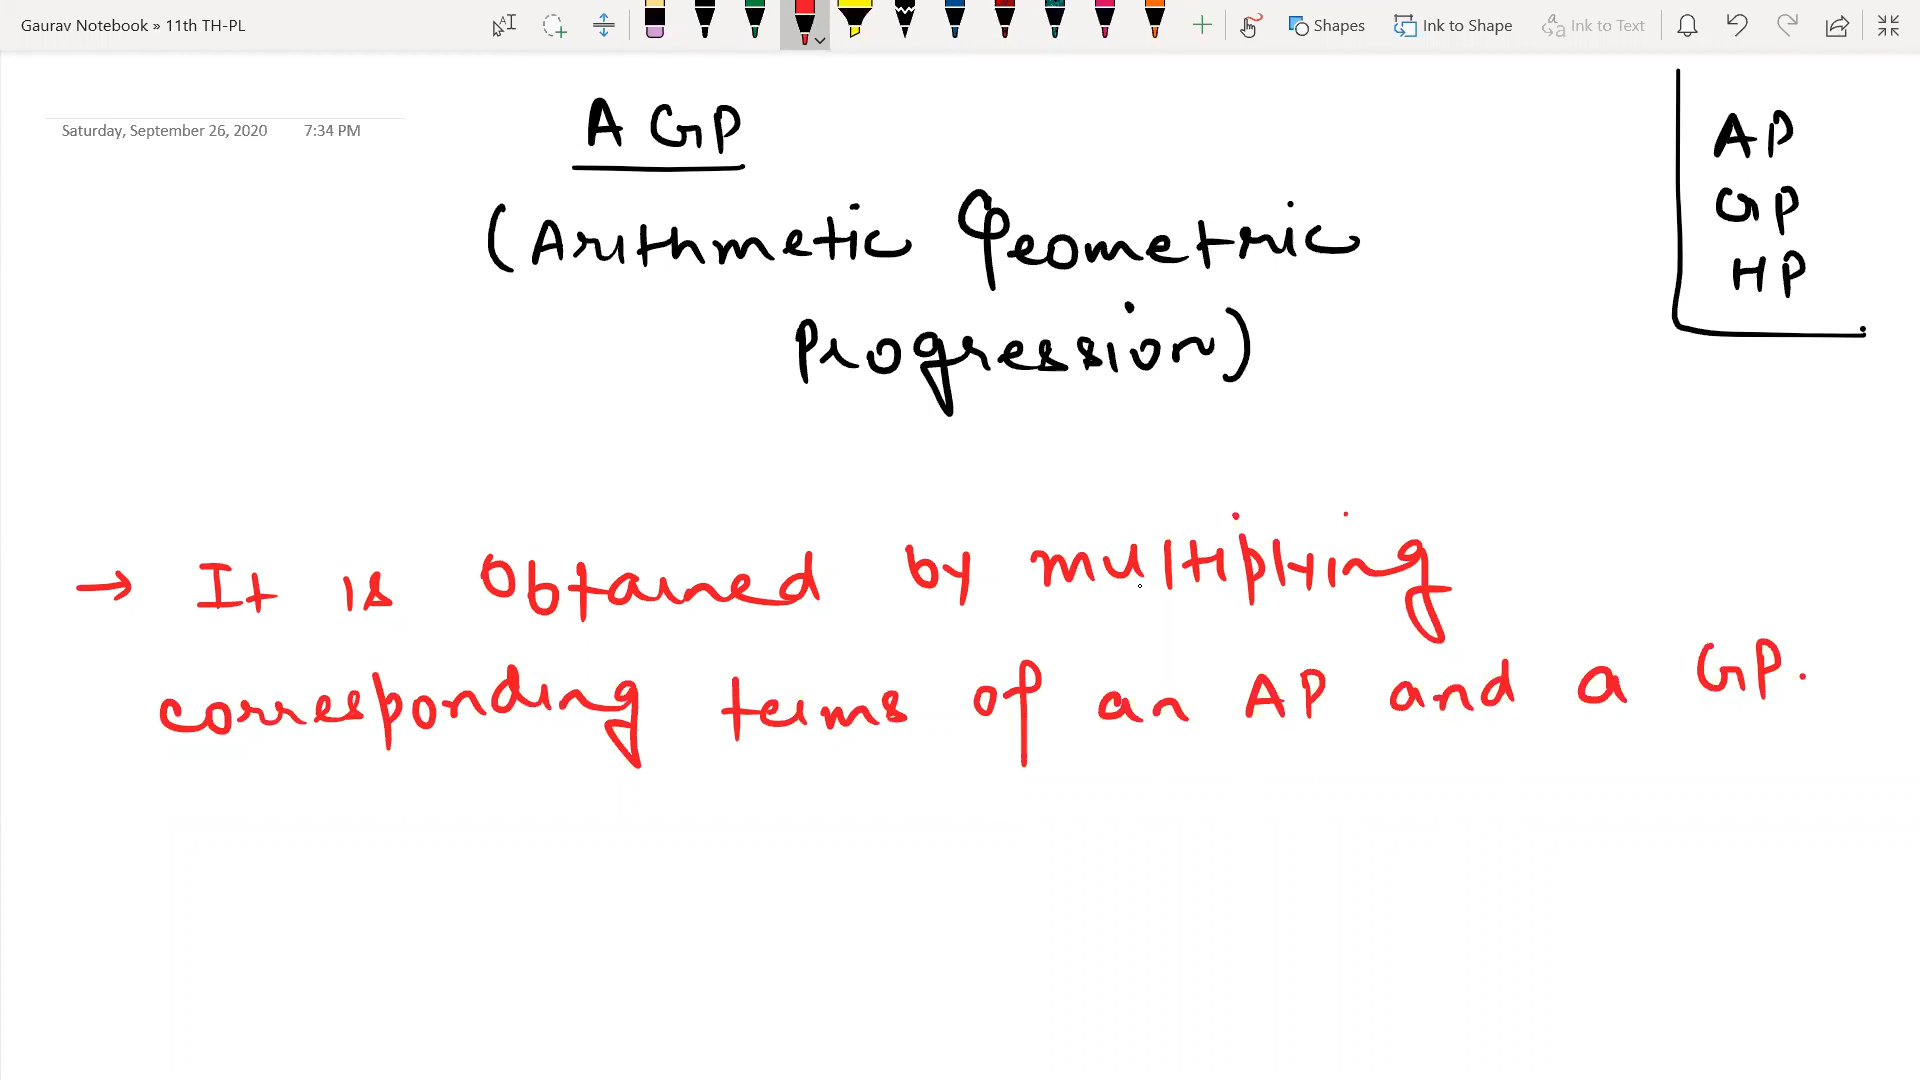 Gaurav Notebook » 11th TH-PL
Shapes
Ink to Shape
Ink to Text
Saturday, September 26, 2020 7:34 PM
AGP
(Arithmetic Geometric
Progression)
AP
GP
HP
→ It is obtained by multiplying
corresponding terms of an AP and a GP.